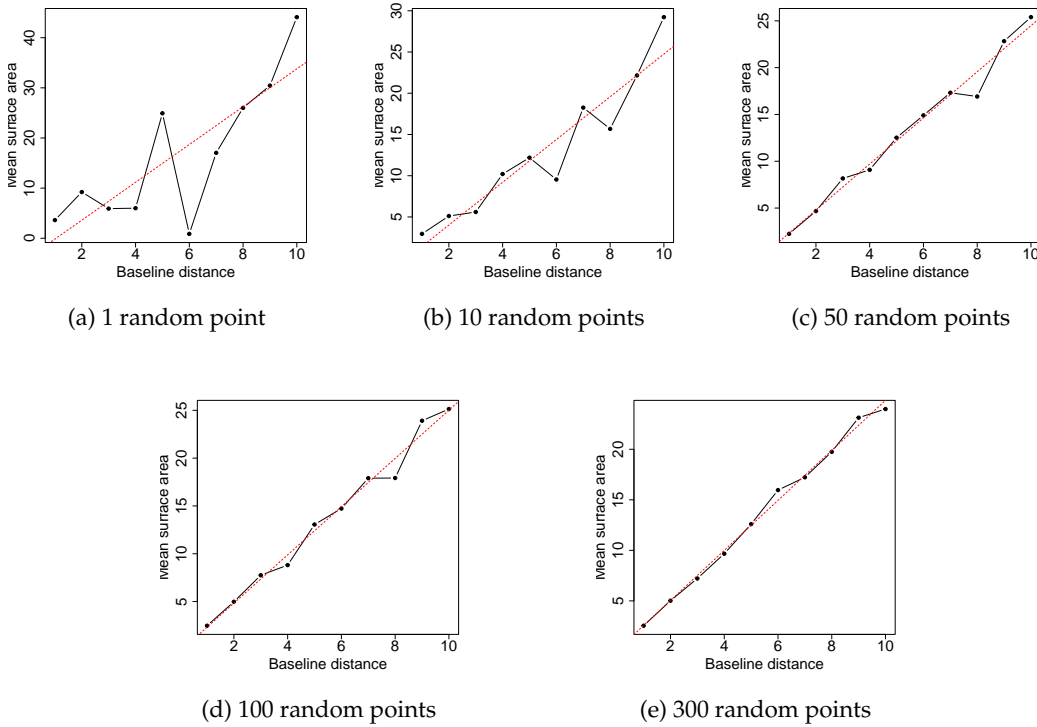 40
30
20
10
0
Mean surface area
2 4 6 8 10
Baseline distance
(a) 1 random point
30
25
20
15
10
5
Mean surface area
2 4 6 8 10
Baseline distance
(b) 10 random points
25
20
15
10
5
Mean surface area
2 4 6 8 10
Baseline distance
(c) 50 random points
25
20
15
10
5
Mean surface area
2 4 6 8 10
Baseline distance
(d) 100 random points
20
15
10
5
Mean surface area
2 4 6 8 10
Baseline distance
(e) 300 random points